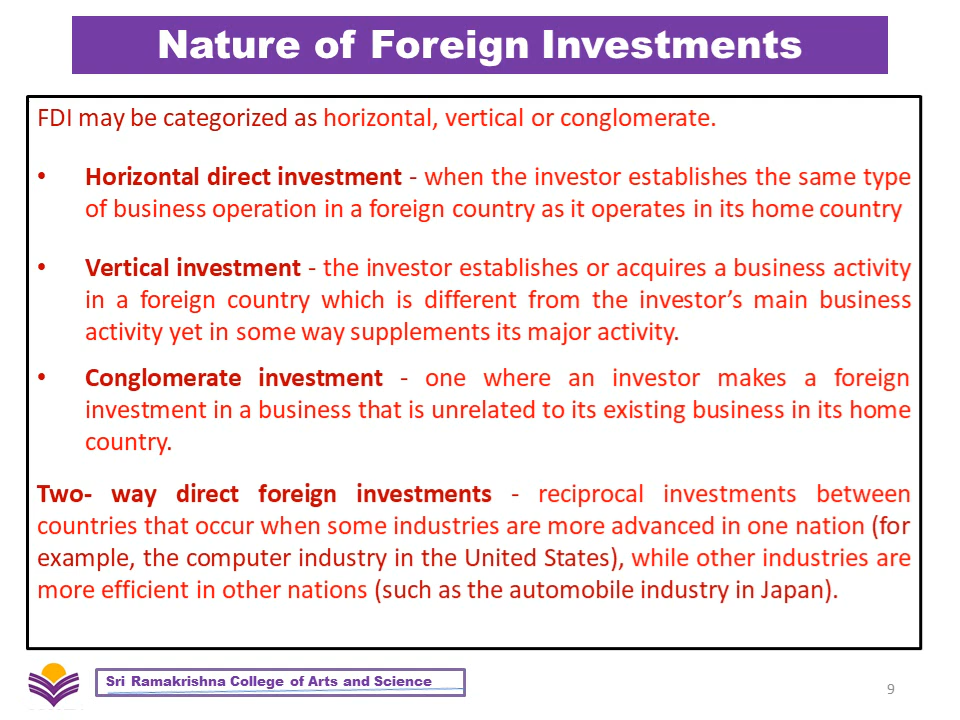 Nature of Foreign Investments
FDI may be categorized as horizontal, vertical or conglomerate.
• Horizontal direct investment - when the investor establishes the same type
of business operation in a foreign country as it operates in its home country
• Vertical investment - the investor establishes or acquires a business activity
in a foreign country which is different from the investor’s main business
activity yet in some way supplements its major activity.
• Conglomerate investment - one where an investor makes a foreign
investment in a business that is unrelated to its existing business in its home
country.
Two- way direct foreign investments - reciprocal investments between
countries that occur when some industries are more advanced in one nation (for
example, the computer industry in the United States), while other industries are
more efficient in other nations (such as the automobile industry in Japan).
Sri Ramakrishna College of Arts and Science
9